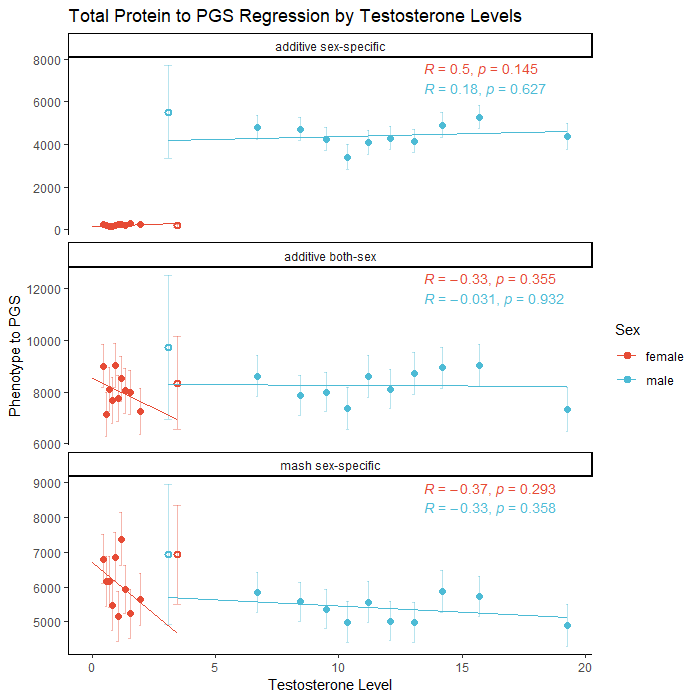 Total Protein to PGS Regression by Testosterone Levels
additive sex-specific
R = 0.5, p = 0.145
R = 0.18, p = 0.627
8000
6000
4000
2000
0
additive both-sex
R = −0.33, p = 0.355
R = −0.031, p = 0.932
12000
10000
8000
6000
Phenotype to PGS
mash sex-specific
R = −0.37, p = 0.293
R = −0.33, p = 0.358
9000
8000
7000
6000
5000
0 5 10 15 20
Testosterone Level
Sex
female
male